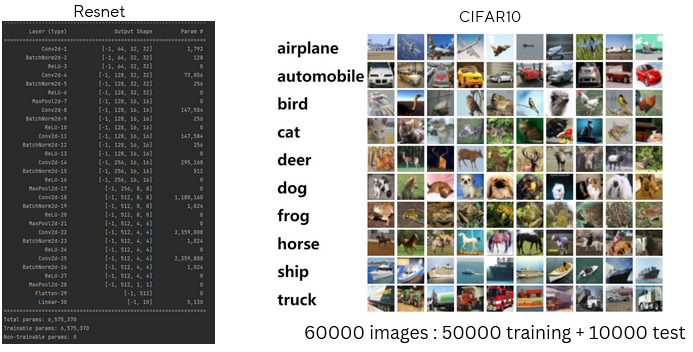 Resnet
Layer (type) Output Shape Param #
Conv2d-1 [-1, 64, 32, 32] 1,792
BatchNorm2d-2 [-1, 64, 32, 32] 128
ReLU-3 [-1, 64, 32, 32] 0
Conv2d-4 [-1, 128, 32, 32] 73,856
BatchNorm2d-5 [-1, 128, 32, 32] 256
ReLU-6 [-1, 128, 32, 32] 0
MaxPool2d-7 [-1, 128, 16, 16] 0
Conv2d-8 [-1, 128, 16, 16] 147,584
BatchNorm2d-9 [-1, 128, 16, 16] 256
ReLU-10 [-1, 128, 16, 16] 0
Conv2d-11 [-1, 128, 16, 16] 147,584
BatchNorm2d-12 [-1, 128, 16, 16] 256
ReLU-13 [-1, 128, 16, 16] 0
Conv2d-14 [-1, 256, 16, 16] 295,168
BatchNorm2d-15 [-1, 256, 16, 16] 512
ReLU-16 [-1, 256, 16, 16] 0
MaxPool2d-17 [-1, 256, 8, 8] 0
Conv2d-18 [-1, 512, 8, 8] 1,180,160
BatchNorm2d-19 [-1, 512, 8, 8] 1,024
ReLU-20 [-1, 512, 8, 8] 0
MaxPool2d-21 [-1, 512, 4, 4] 0
Conv2d-22 [-1, 512, 4, 4] 2,359,808
BatchNorm2d-23 [-1, 512, 4, 4] 1,024
ReLU-24 [-1, 512, 4, 4] 0
Conv2d-25 [-1, 512, 4, 4] 2,359,808
BatchNorm2d-26 [-1, 512, 4, 4] 1,024
ReLU-27 [-1, 512, 4, 4] 0
MaxPool2d-28 [-1, 512, 1, 1] 0
Flatten-29 [-1, 512] 0
Linear-30 [-1, 10] 5,130
Total params: 6,575,370
Trainable params: 6,575,370
Non-trainable params: 0
CIFAR10
airplane
automobile
bird
cat
deer
dog
frog
horse
ship
truck
60000 images : 50000 training + 10000 test